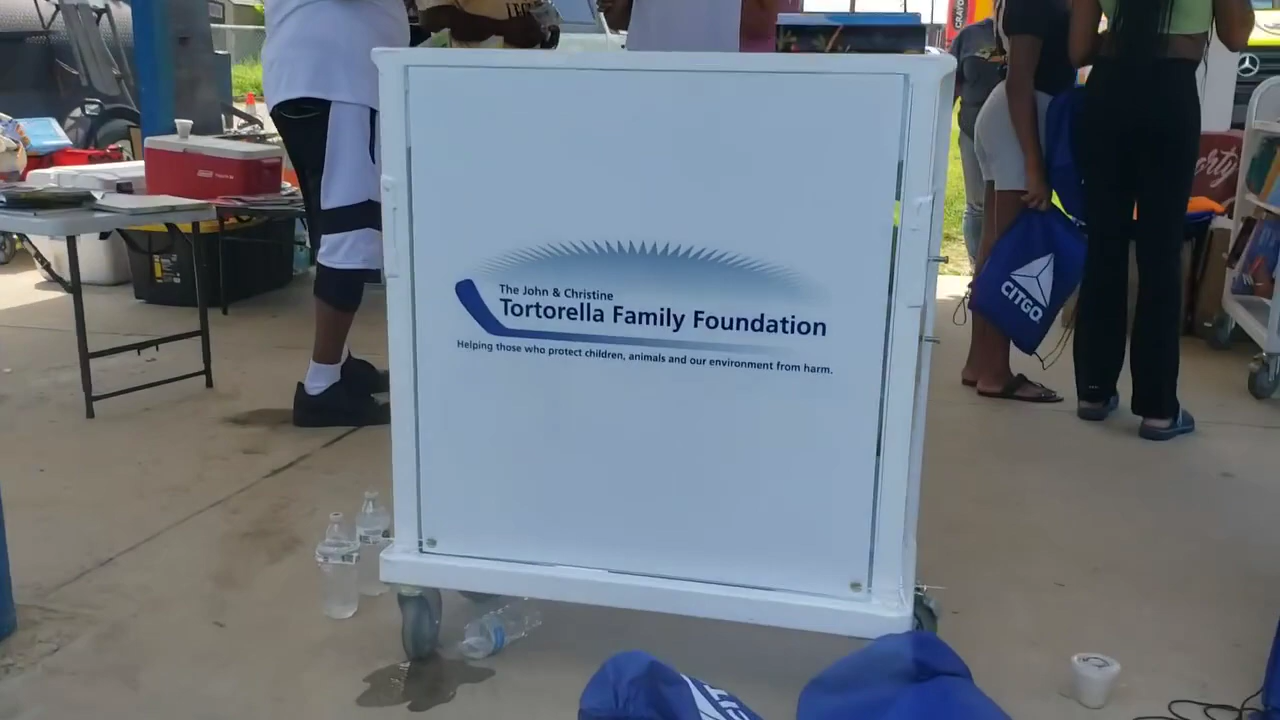 The John & Christine
Tortorella Family Foundation
Helping those who protect children, animals and our environment from harm.
CITGO